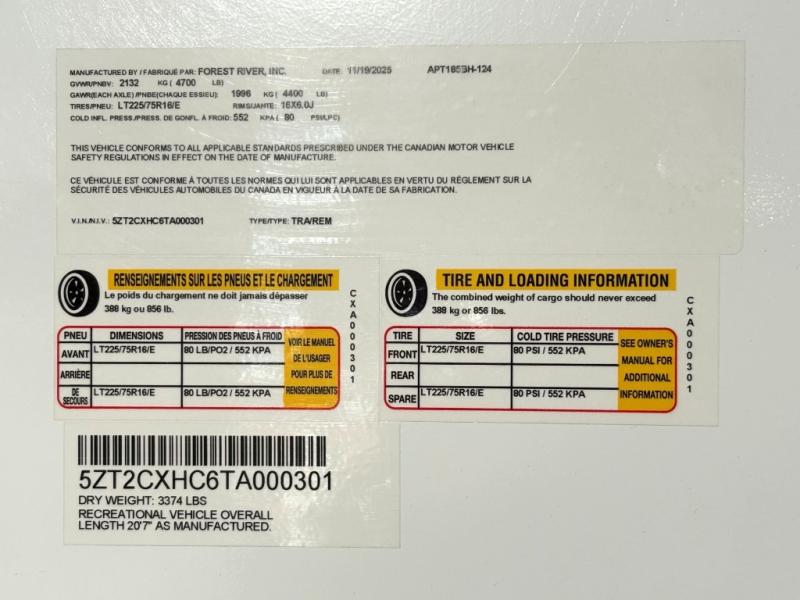 MANUFACTURED BY / FABRIQUÉ PAR: FOREST RIVER, INC. DATE: 11/19/2025 APT185BH-124
GVWR/PNBV: 2132 KG ( 4700 LB)
GAWR(EACH AXLE) /PNBE(CHAQUE ESSIEU): 1996 KG ( 4400 LB)
TIRES/PNEU: LT225/75R16/E RIMS/JANTE: 16X6.0J
COLD INFL. PRESS./PRESS. DE GONFL. À FROID: 552 KPA ( 80 PSI/LPC)
THIS VEHICLE CONFORMS TO ALL APPLICABLE STANDARDS PRESCRIBED UNDER THE CANADIAN MOTOR VEHICLE
SAFETY REGULATIONS IN EFFECT ON THE DATE OF MANUFACTURE.
CE VÉHICULE EST CONFORME À TOUTES LES NORMES QUI LUI SONT APPLICABLES EN VERTU DU RÈGLEMENT SUR LA
SÉCURITÉ DES VÉHICULES AUTOMOBILES DU CANADA EN VIGUEUR À LA DATE DE SA FABRICATION.
V.I.N./N.I.V.: 5ZT2CXHC6TA000301 TYPE/TYPE: TRA/REM
RENSEIGNEMENTS SUR LES PNEUS ET LE CHARGEMENT
Le poids du chargement ne doit jamais dépasser
388 kg ou 856 lb.
PNEU DIMENSIONS PRESSION DES PNEUS À FROID
AVANT LT225/75R16/E 80 LB/PO2 / 552 KPA
ARRIÈRE
DE SECOURS LT225/75R16/E 80 LB/PO2 / 552 KPA
VOIR LE MANUEL
DE L'USAGER
POUR PLUS DE
RENSEIGNEMENTS
CXA000301
TIRE AND LOADING INFORMATION
The combined weight of cargo should never exceed
388 kg or 856 lbs.
TIRE SIZE COLD TIRE PRESSURE
FRONT LT225/75R16/E 80 PSI / 552 KPA
REAR
SPARE LT225/75R16/E 80 PSI / 552 KPA
SEE OWNER'S
MANUAL FOR
ADDITIONAL
INFORMATION
CXA000301
5ZT2CXHC6TA000301
DRY WEIGHT: 3374 LBS
RECREATIONAL VEHICLE OVERALL
LENGTH 20'7" AS MANUFACTURED.